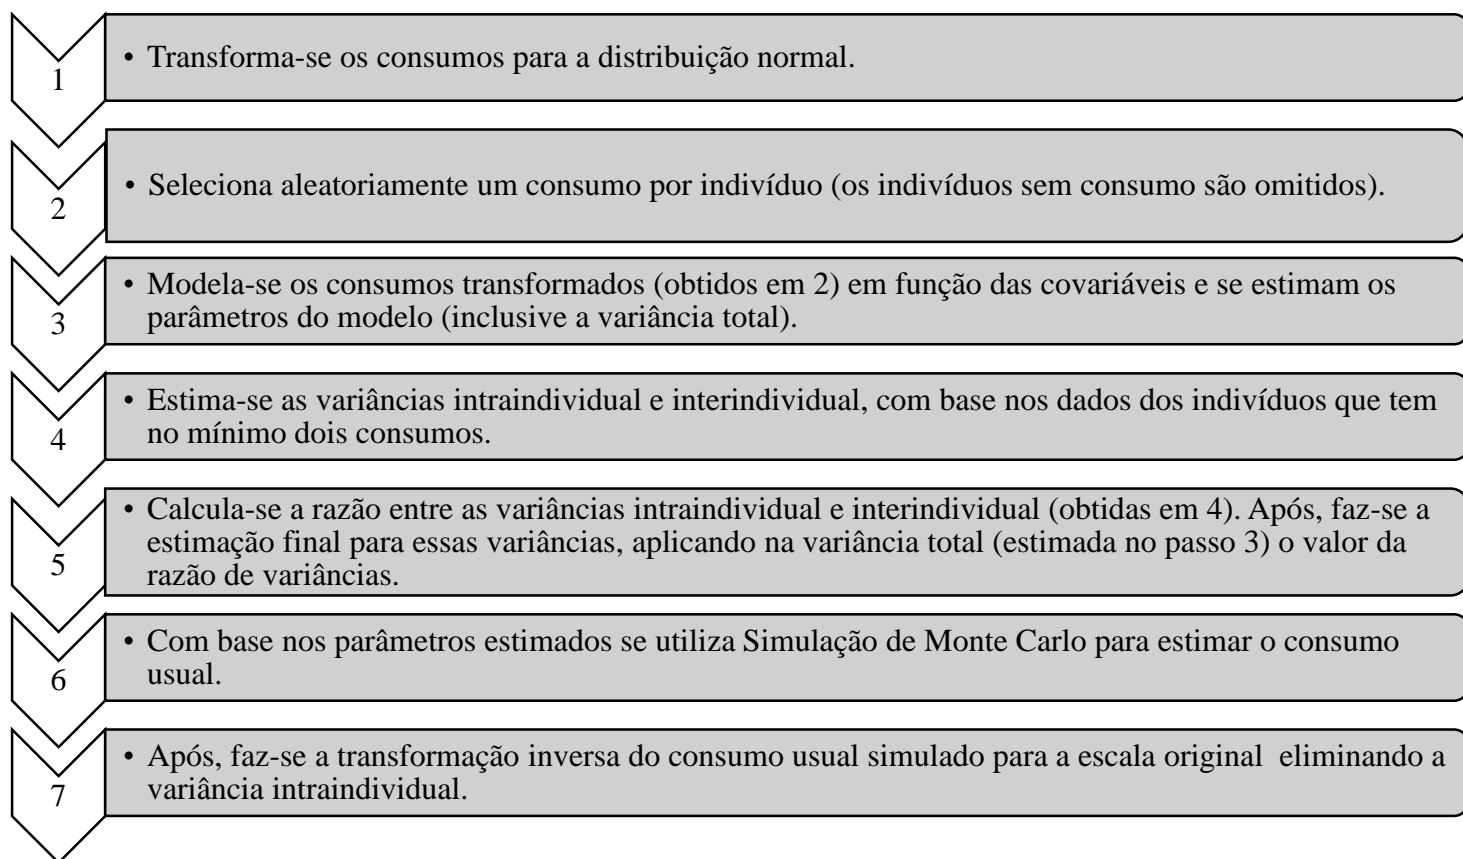 1
• Transforma-se os consumos para a distribuição normal.
2
• Seleciona aleatoriamente um consumo por indivíduo (os indivíduos sem consumo são omitidos).
3
• Modela-se os consumos transformados (obtidos em 2) em função das covariáveis e se estimam os
parâmetros do modelo (inclusive a variância total).
4
• Estima-se as variâncias intraindividual e interindividual, com base nos dados dos indivíduos que tem
no mínimo dois consumos.
5
• Calcula-se a razão entre as variâncias intraindividual e interindividual (obtidas em 4). Após, faz-se a
estimação final para essas variâncias, aplicando na variância total (estimada no passo 3) o valor da
razão de variâncias.
6
• Com base nos parâmetros estimados se utiliza Simulação de Monte Carlo para estimar o consumo
usual.
7
• Após, faz-se a transformação inversa do consumo usual simulado para a escala original  eliminando a
variância intraindividual.